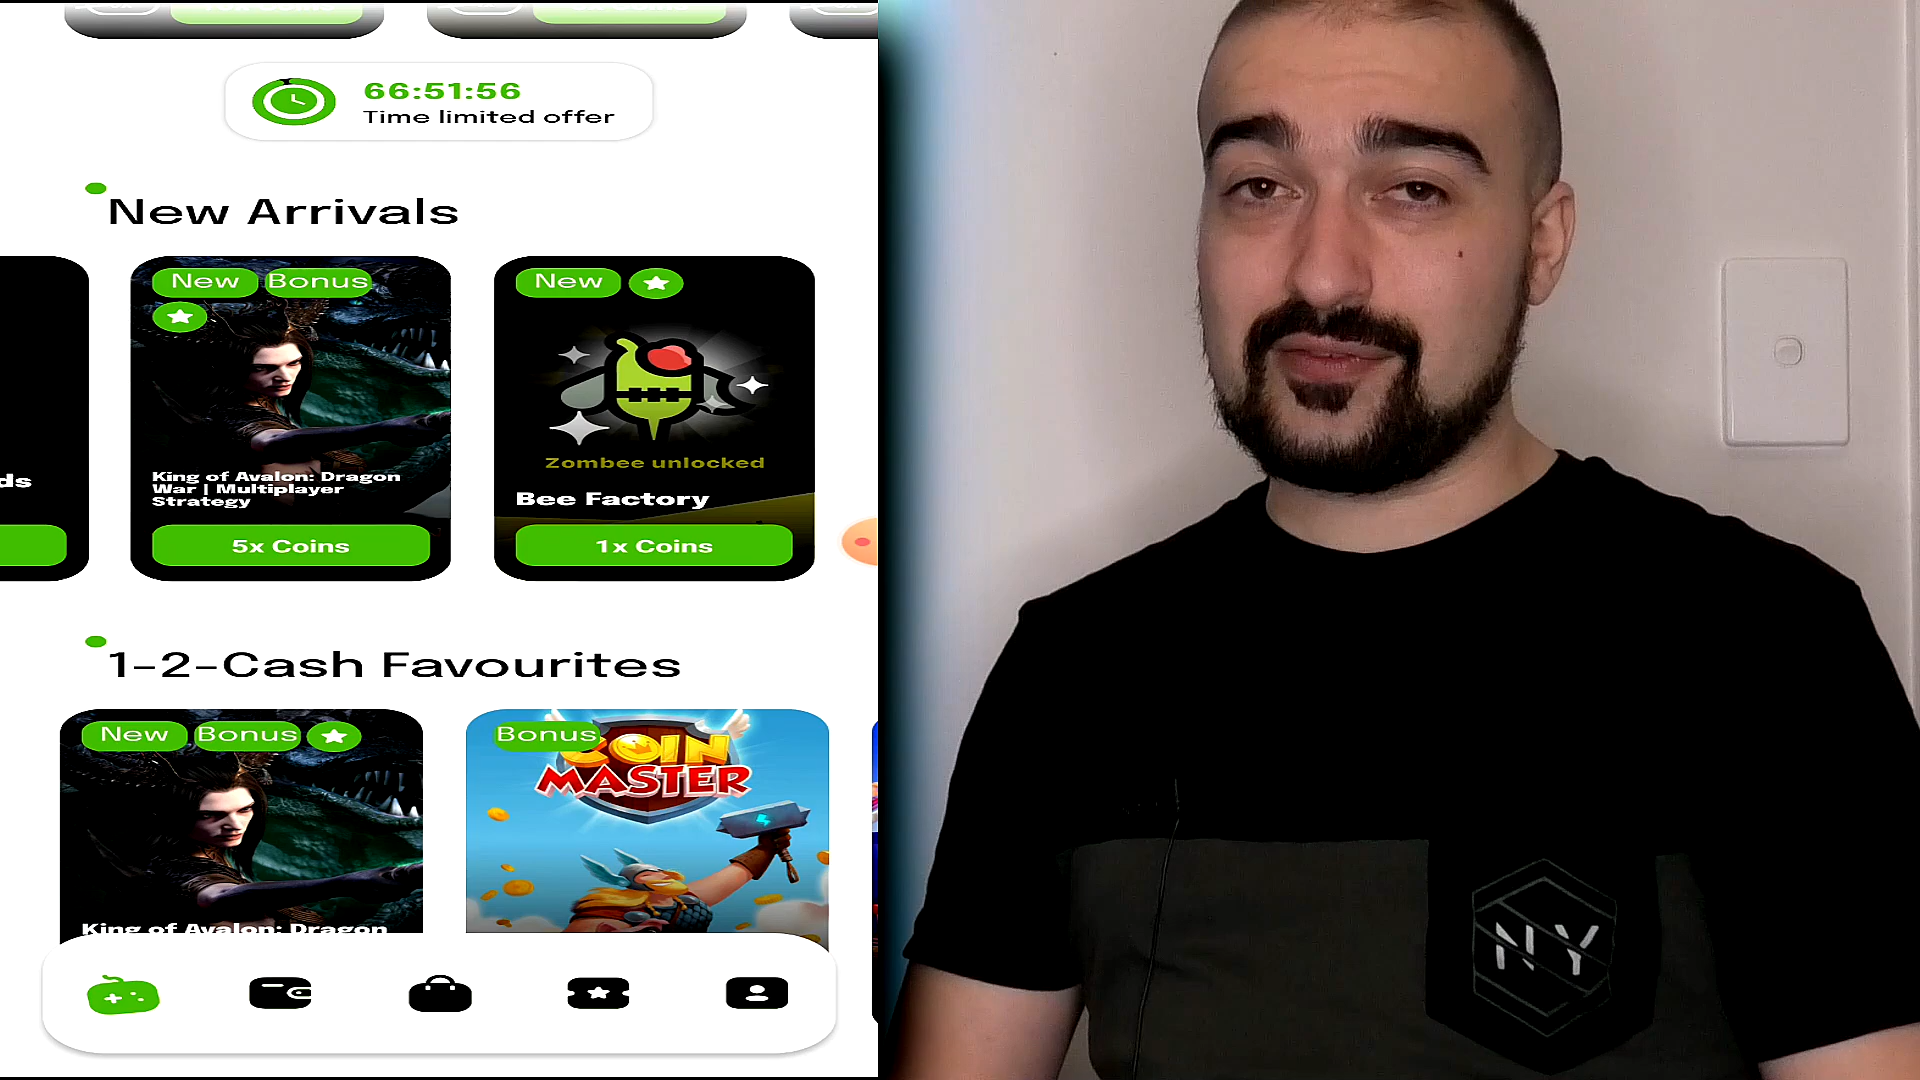 66:51:56
Time limited offer
New Arrivals
ds
New Bonus
King of Avalon: Dragon
War | Multiplayer
Strategy
5x Coins
New
Zombee unlocked
Bee Factory
1x Coins
1-2-Cash Favourites
New Bonus
King of Avalon: Dragon
Bonus
COIN
MASTER
NY